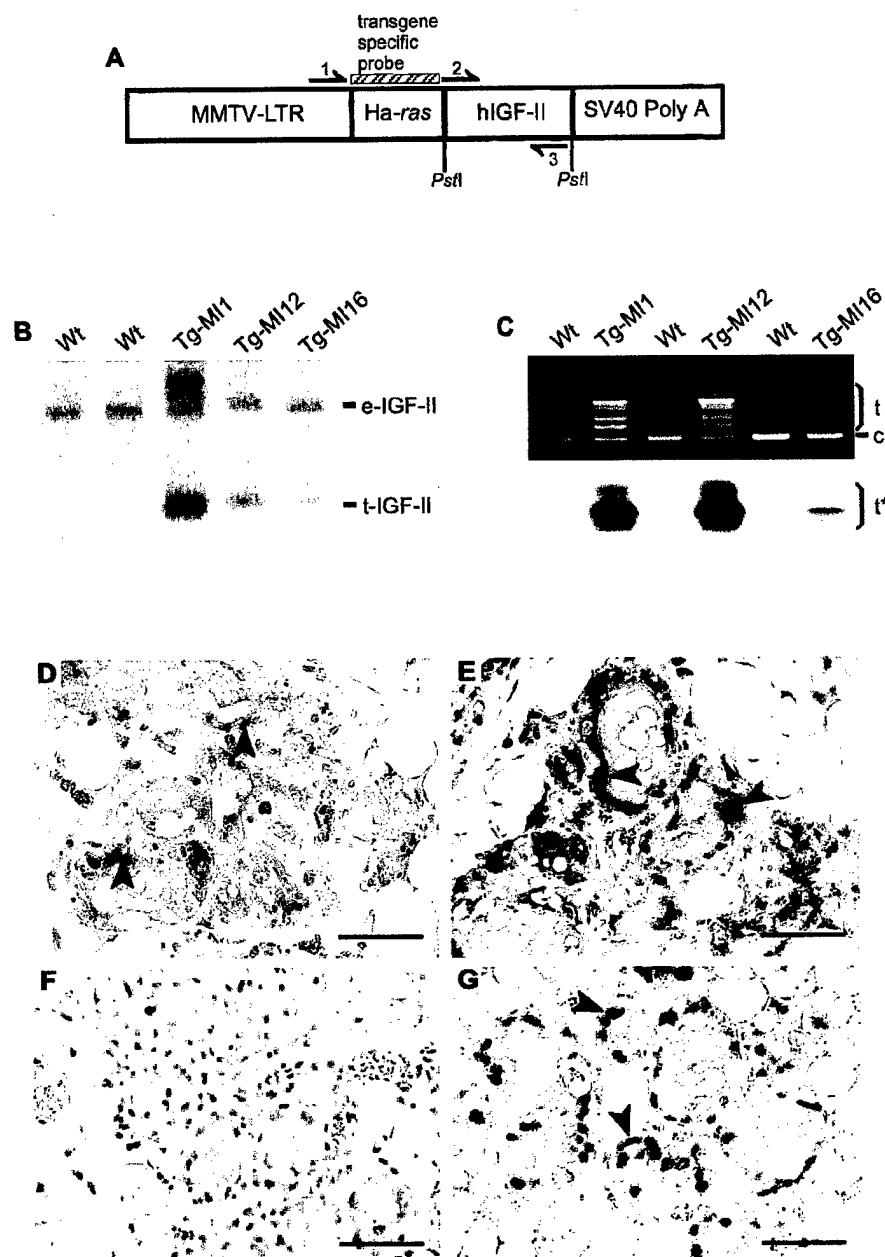 A
transgene
specific
probe
1
2
MMTV-LTR
Ha-ras
hIGF-II
SV40 Poly A
3
PstI
PstI
B
Wt
Wt
Tg-MI1
Tg-MI12
Tg-MI16
e-IGF-II
t-IGF-II
C
Wt
Tg-MI1
Wt
Tg-MI12
Wt
Tg-MI16
t
c
t*
D
E
F
G